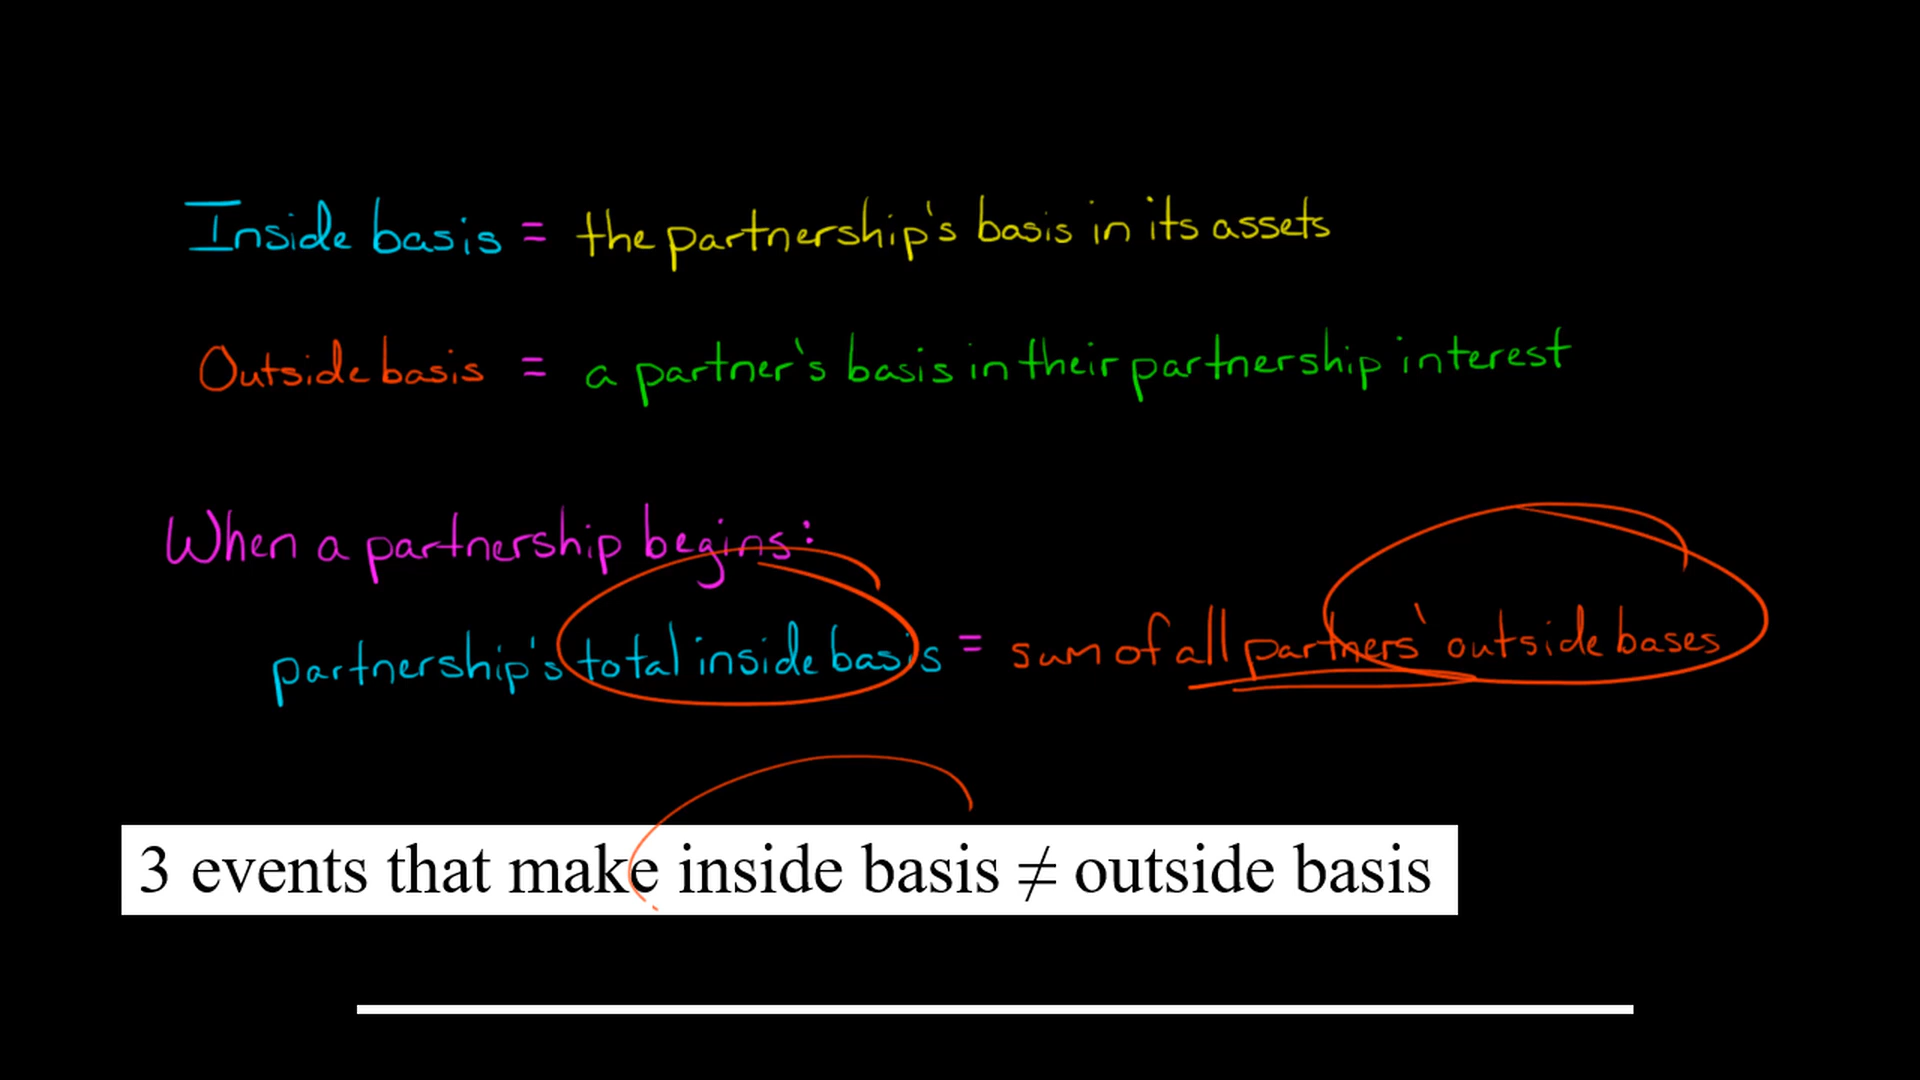 Inside basis = the partnership's basis in its assets
Outside basis = a partner's basis in their partnership interest
When a partnership begins:
partnership's total inside basis = sum of all partners' outside bases
3 events that make inside basis ≠ outside basis